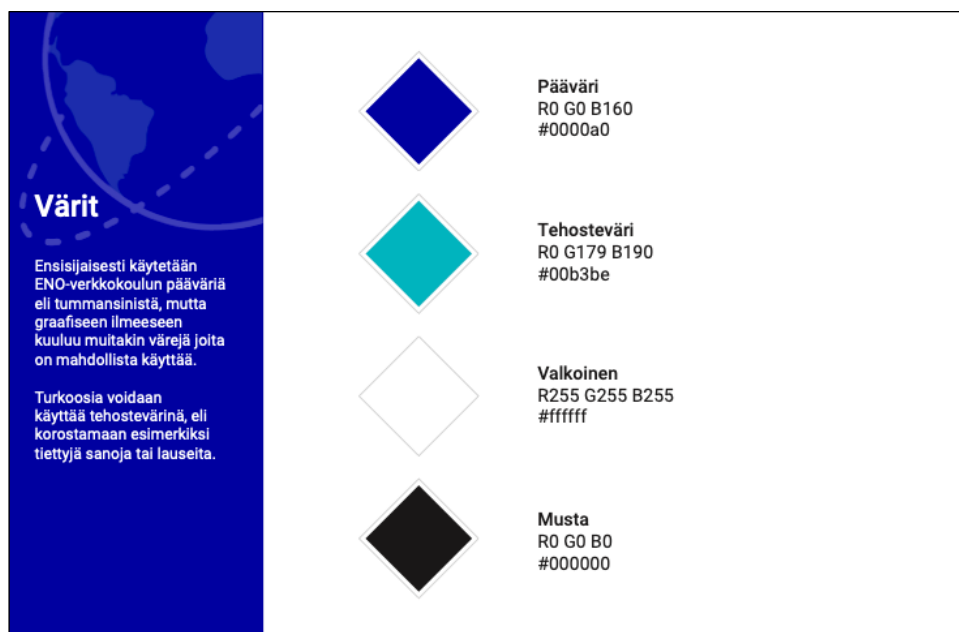 Värit
Ensisijaisesti käytetään
ENO-verkkokoulun pääväriä
eli tummansinistä, mutta
graafiseen ilmeeseen
kuuluu muitakin värejä joita
on mahdollista käyttää.
Turkoosia voidaan
käyttää tehostevärinä, eli
korostamaan esimerkiksi
tiettyjä sanoja tai lauseita.
Pääväri
R0 G0 B160
#0000a0
Tehosteväri
R0 G179 B190
#00b3be
Valkoinen
R255 G255 B255
#ffffff
Musta
R0 G0 B0
#000000